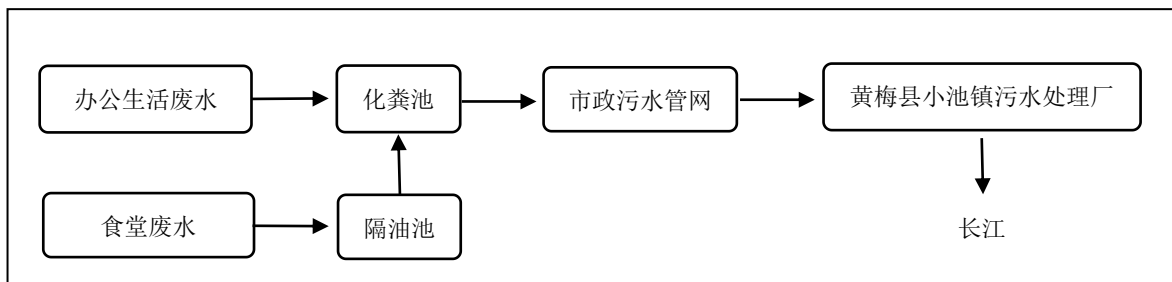 办公生活废水
化粪池
市政污水管网
黄梅县小池镇污水处理厂
食堂废水
隔油池
长江